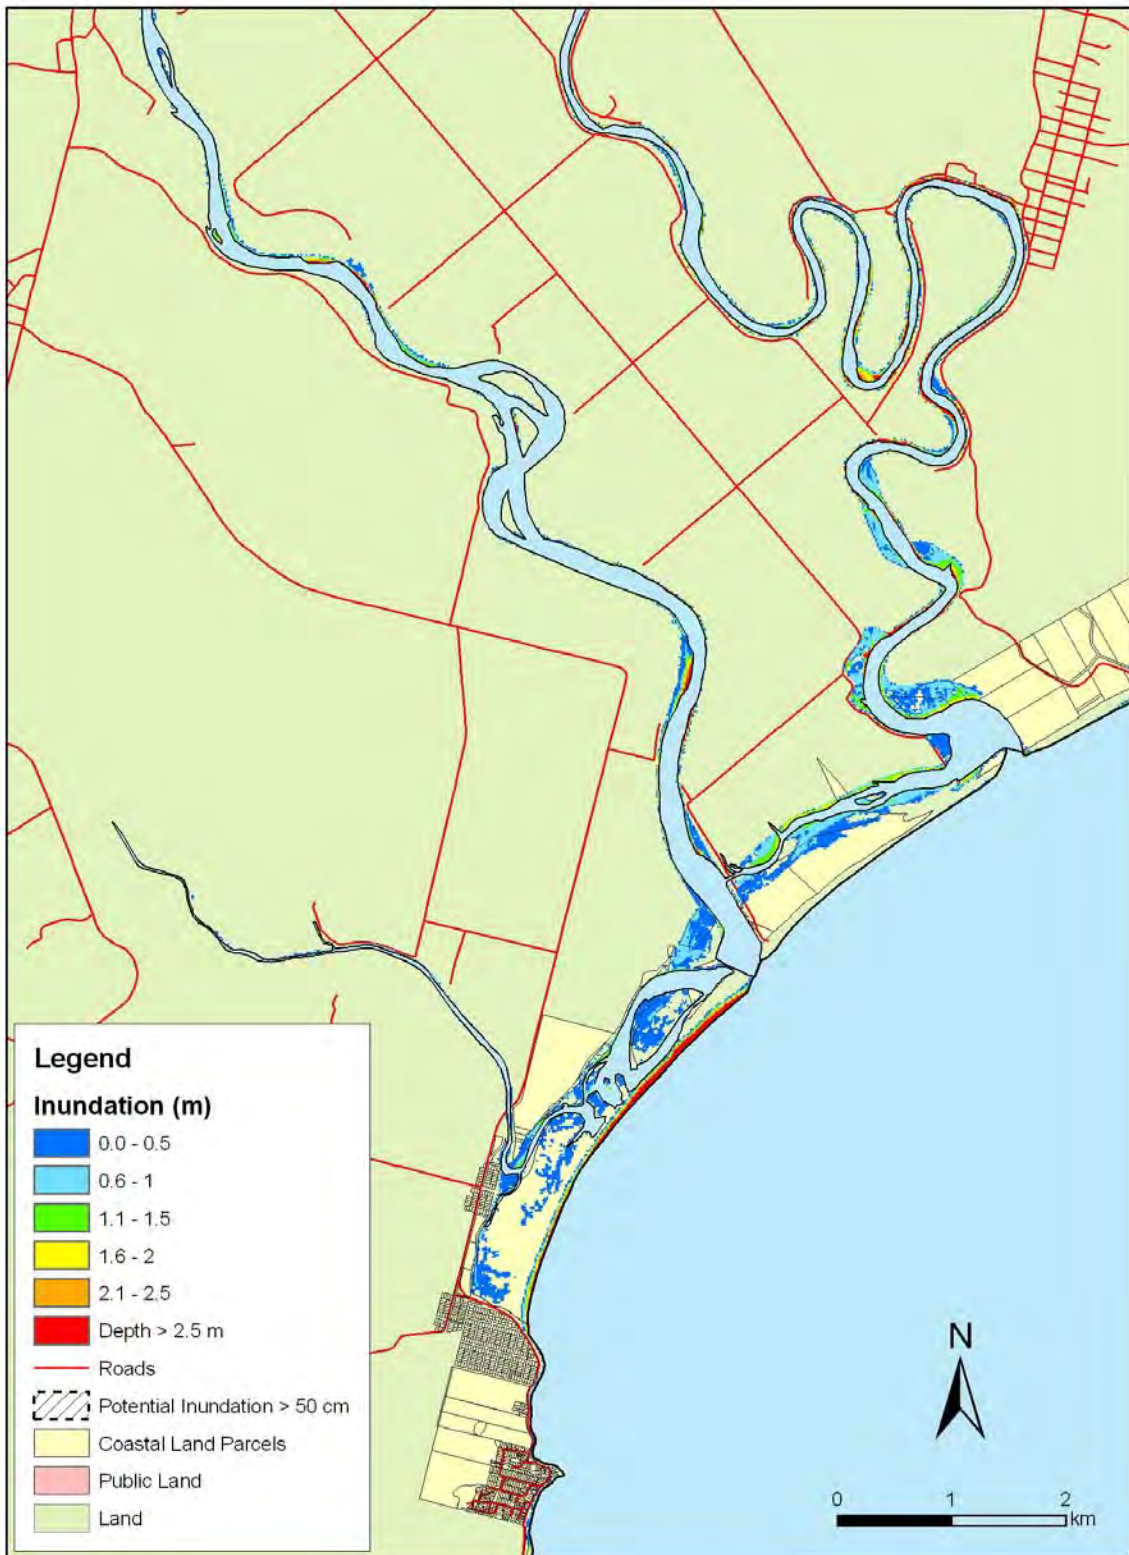 Legend
Inundation (m)
0.0 - 0.5
0.6 - 1
1.1 - 1.5
1.6 - 2
2.1 - 2.5
Depth > 2.5 m
Roads
Potential Inundation > 50 cm
Coastal Land Parcels
Public Land
Land
N
0 1 2
km